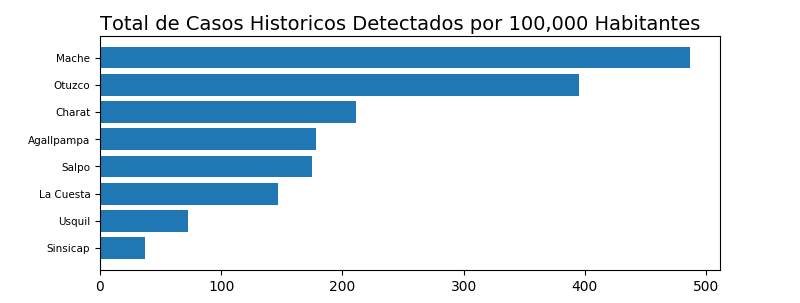 Total de Casos Historicos Detectados por 100,000 Habitantes
Mache
Otuzco
Charat
Agallpampa
Salpo
La Cuesta
Usquil
Sinsicap
0 100 200 300 400 500